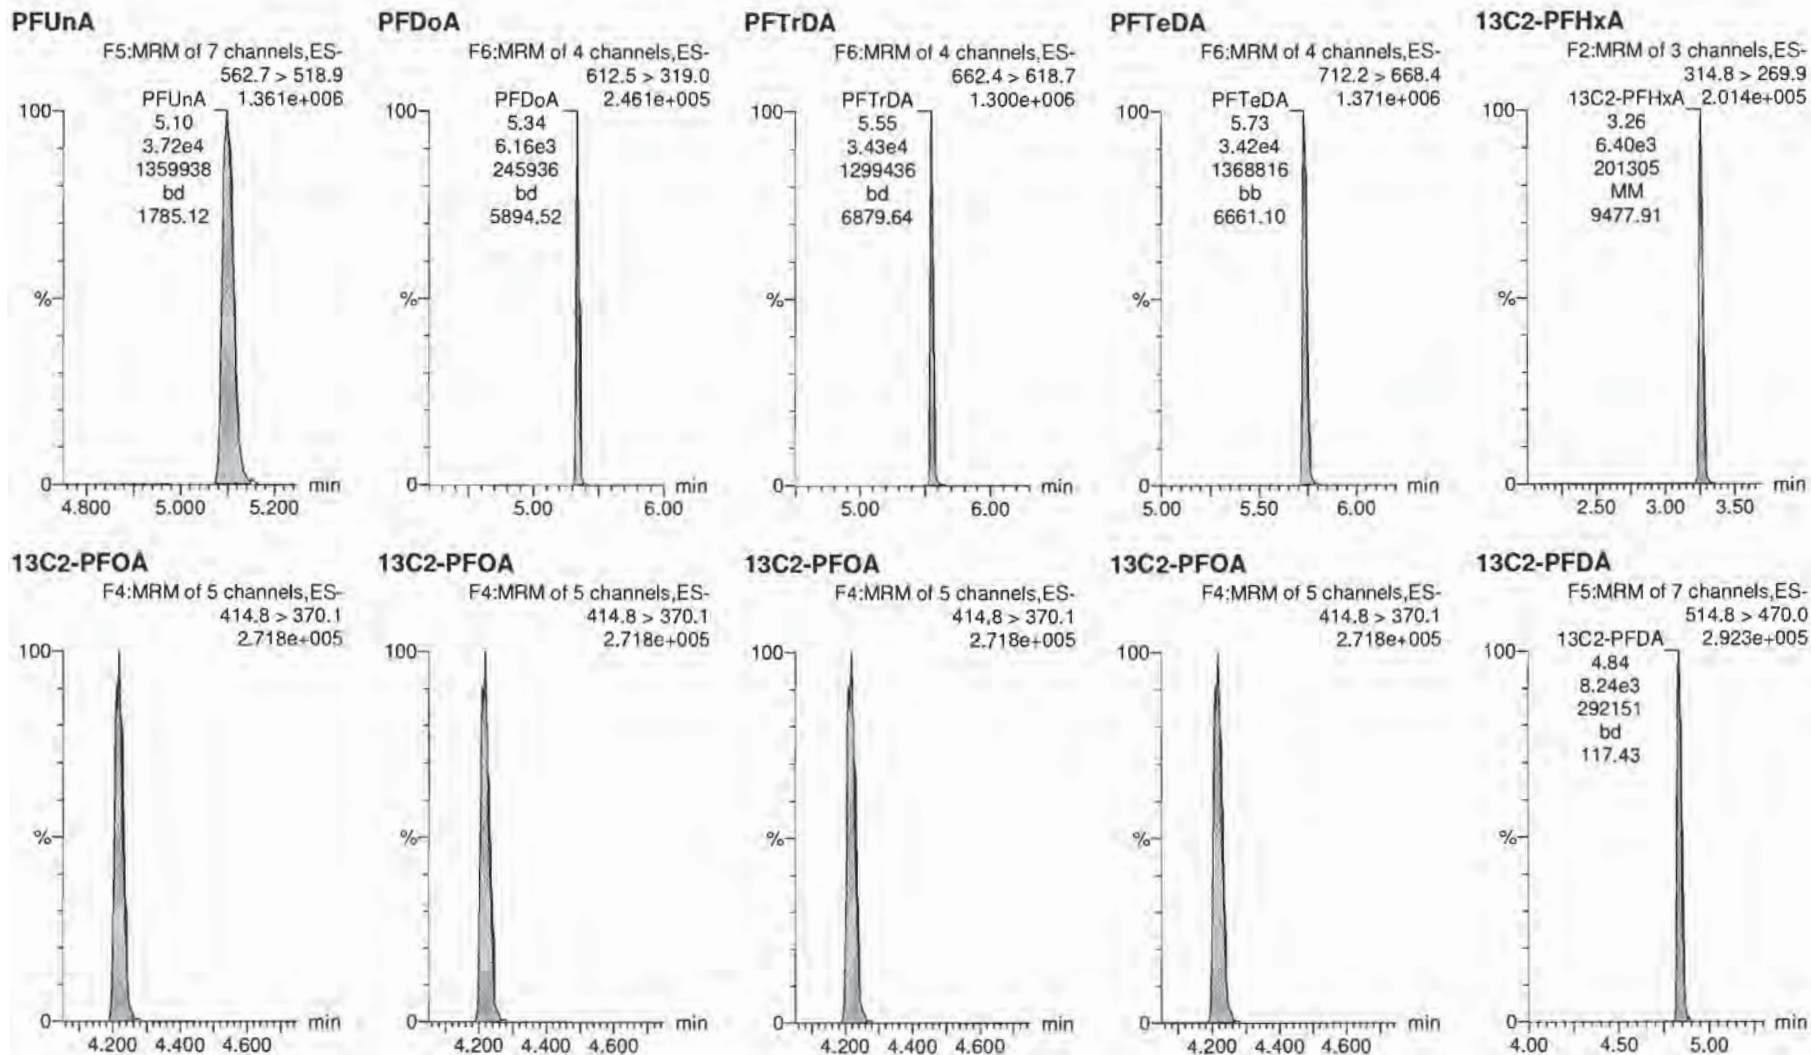 PFUnA
F5:MRM of 7 channels,ES-
562.7 > 518.9
1.361e+006
PFUnA
5.10
3.72e4
1359938
bd
1785.12
100
%
0
min
4.800 5.000 5.200
PFDoA
F6:MRM of 4 channels,ES-
612.5 > 319.0
2.461e+005
PFDoA
5.34
6.16e3
245936
bd
5894.52
100
%
0
min
5.00 6.00
PFTrDA
F6:MRM of 4 channels,ES-
662.4 > 618.7
1.300e+006
PFTrDA
5.55
3.43e4
1299436
bd
6879.64
100
%
0
min
5.00 6.00
PFTeDA
F6:MRM of 4 channels,ES-
712.2 > 668.4
1.371e+006
PFTeDA
5.73
3.42e4
1368816
bb
6661.10
100
%
0
min
5.00 5.50 6.00
13C2-PFHxA
F2:MRM of 3 channels,ES-
314.8 > 269.9
2.014e+005
13C2-PFHxA
3.26
6.40e3
201305
MM
9477.91
100
%
0
min
2.50 3.00 3.50
13C2-PFOA
F4:MRM of 5 channels,ES-
414.8 > 370.1
2.718e+005
100
%
0
min
4.200 4.400 4.600
13C2-PFOA
F4:MRM of 5 channels,ES-
414.8 > 370.1
2.718e+005
100
%
0
min
4.200 4.400 4.600
13C2-PFOA
F4:MRM of 5 channels,ES-
414.8 > 370.1
2.718e+005
100
%
0
min
4.200 4.400 4.600
13C2-PFOA
F4:MRM of 5 channels,ES-
414.8 > 370.1
2.718e+005
100
%
0
min
4.200 4.400 4.600
13C2-PFDA
F5:MRM of 7 channels,ES-
514.8 > 470.0
2.923e+005
13C2-PFDA
4.84
8.24e3
292151
bd
117.43
100
%
0
min
4.00 4.50 5.00